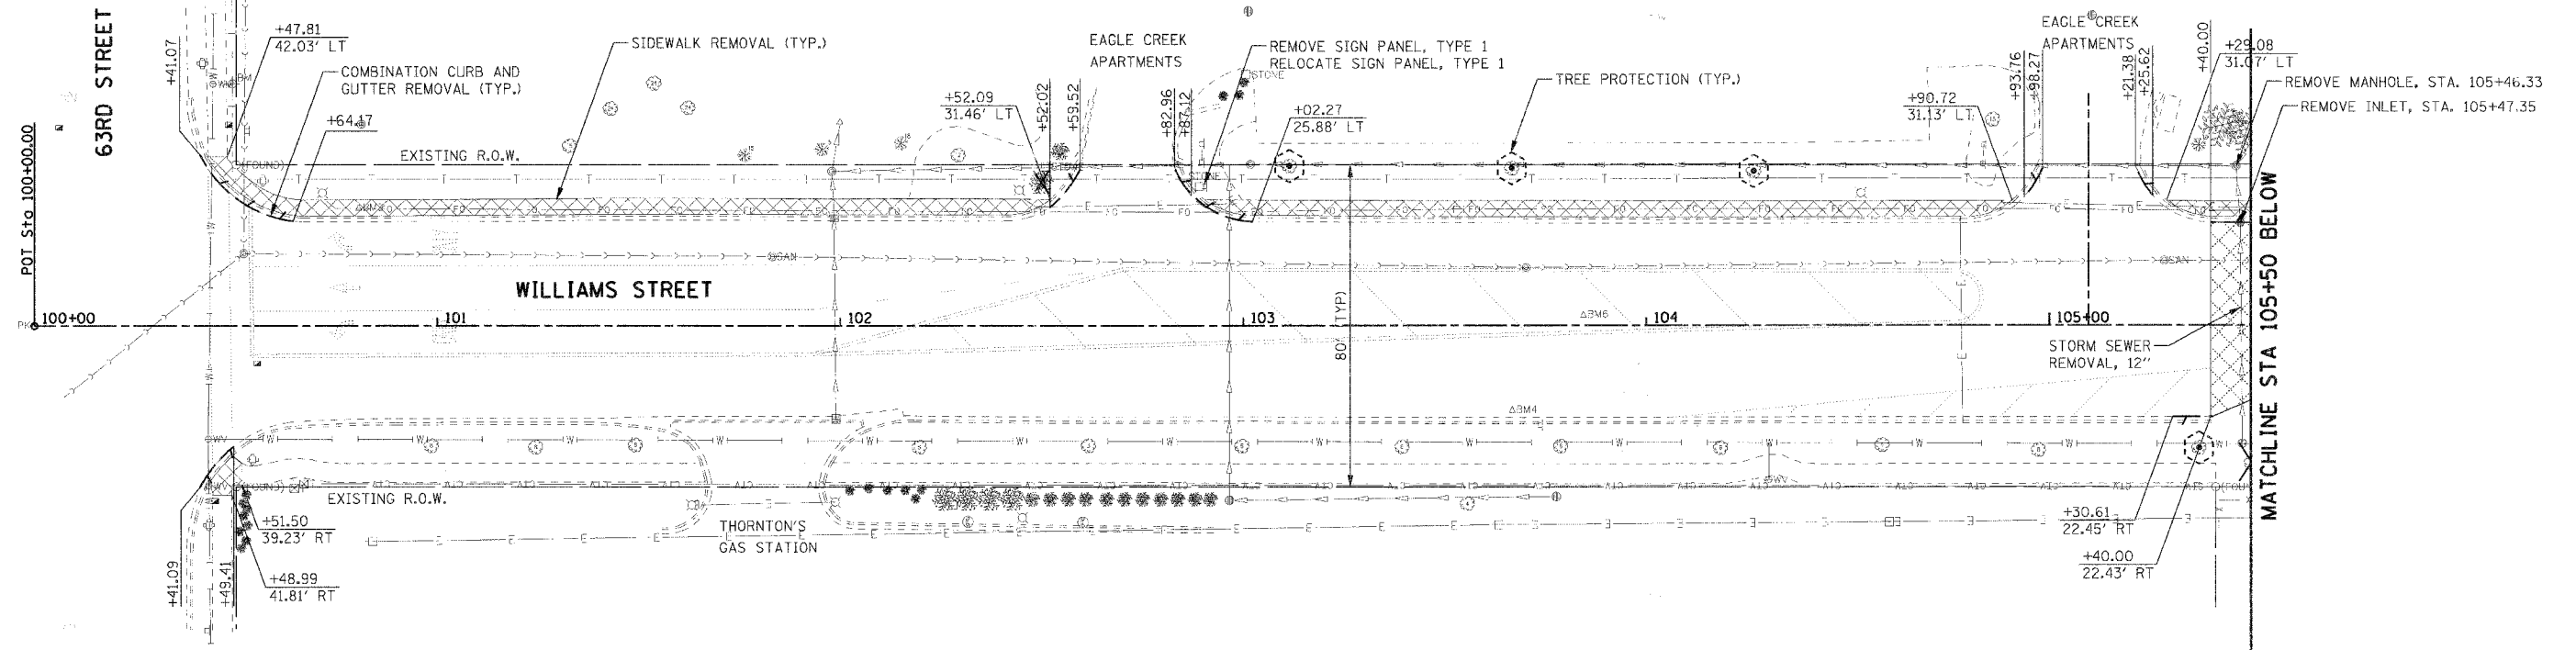 63RD STREET
+41.07
+47.81
42.03' LT
COMBINATION CURB AND
GUTTER REMOVAL (TYP.)
+64.17
SIDEWALK REMOVAL (TYP.)
EXISTING R.O.W.
+52.09
31.46' LT
+52.02
+59.52
EAGLE CREEK
APARTMENTS
+82.96
+87.12
REMOVE SIGN PANEL, TYPE 1
RELOCATE SIGN PANEL, TYPE 1
STONE
+02.27
25.88' LT
TREE PROTECTION (TYP.)
+90.72
31.13' LT
+93.76
+98.27
EAGLE CREEK
APARTMENTS
+21.38
+25.62
+40.00
+29.08
31.07' LT
REMOVE MANHOLE, STA. 105+46.33
REMOVE INLET, STA. 105+47.35
POT Sta 100+00.00
PK
100+00
WILLIAMS STREET
101
102
103
80' (TYP)
ΔBM6
104
105+00
STORM SEWER
REMOVAL, 12"
MATCHLINE STA 105+50 BELOW
ΔBM4
EXISTING R.O.W.
+51.50
39.23' RT
+41.09
+49.41
+48.99
41.81' RT
THORNTON'S
GAS STATION
+30.61
22.45' RT
+40.00
22.43' RT